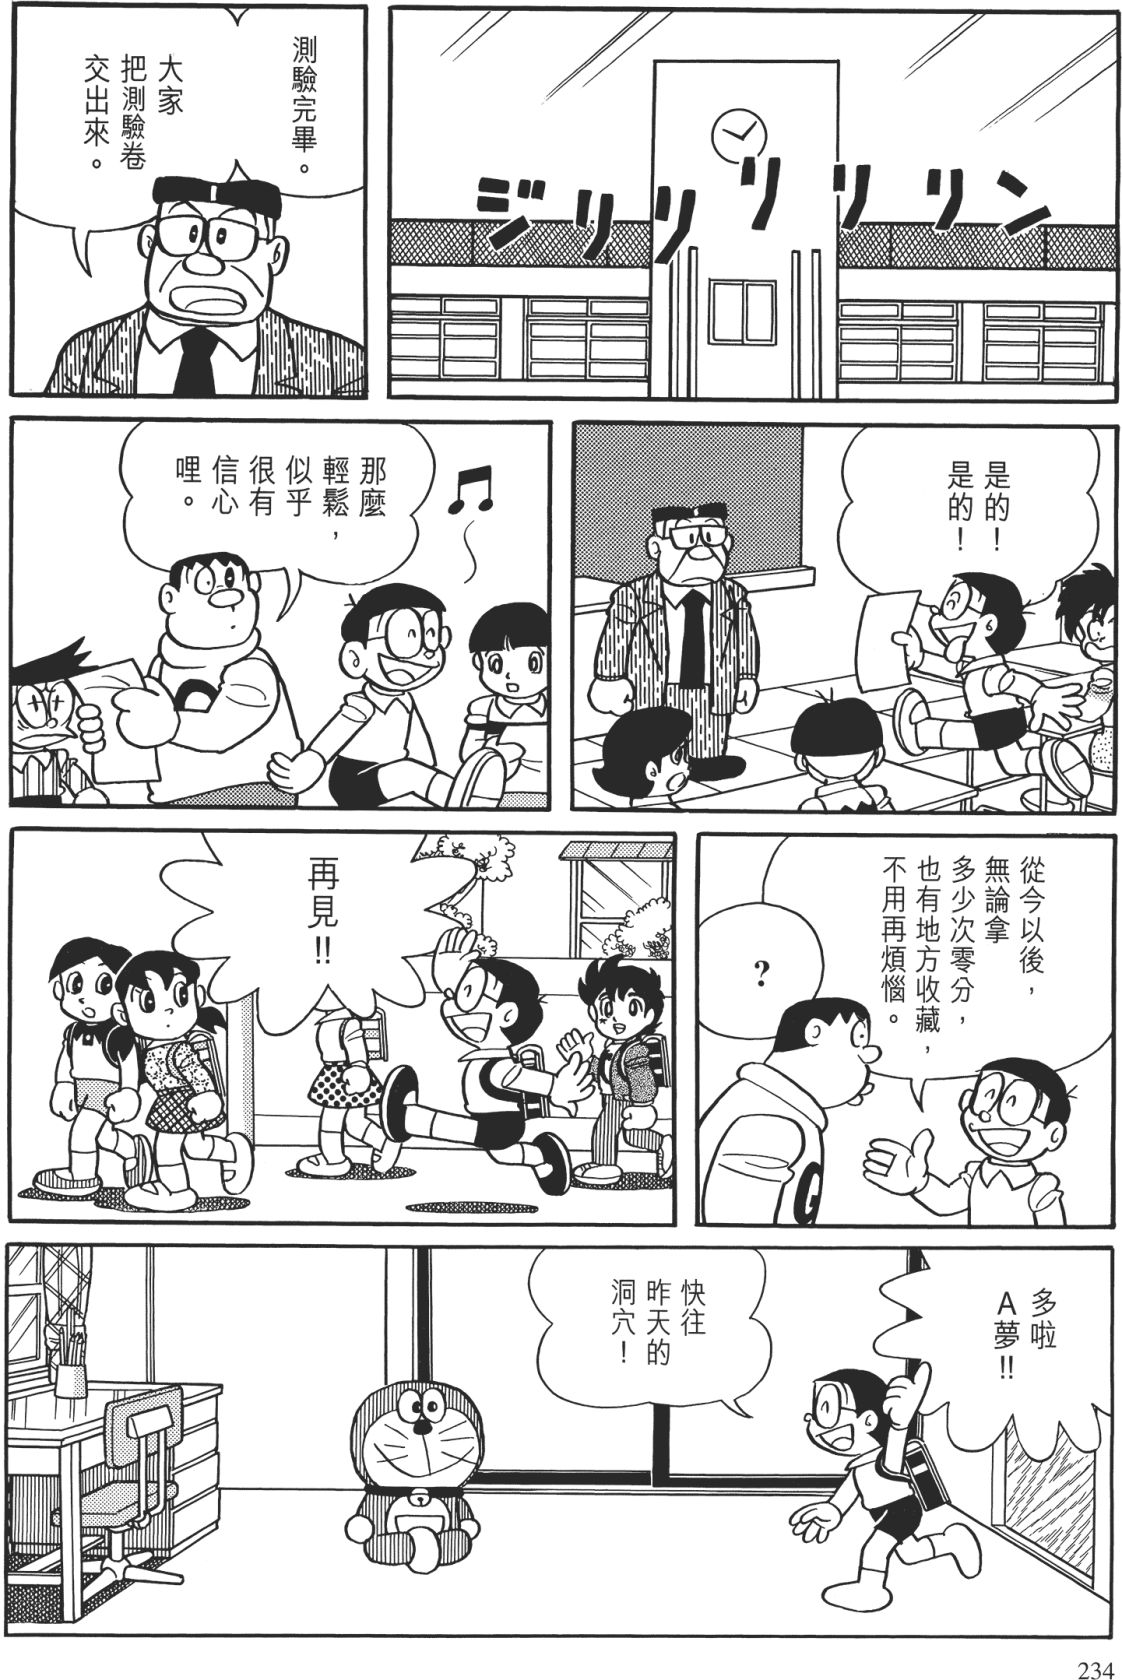 ジリリリリリン
測驗完畢。
大家
把測驗卷
交出來。
是的！
是的！
那麼
輕鬆，
似乎
很有
信心
哩。
從今以後，
無論拿
多少次零分，
也有地方收藏，
不用再煩惱。
?
再見!!
多啦
A夢!!
快往
昨天的
洞穴！
G
234